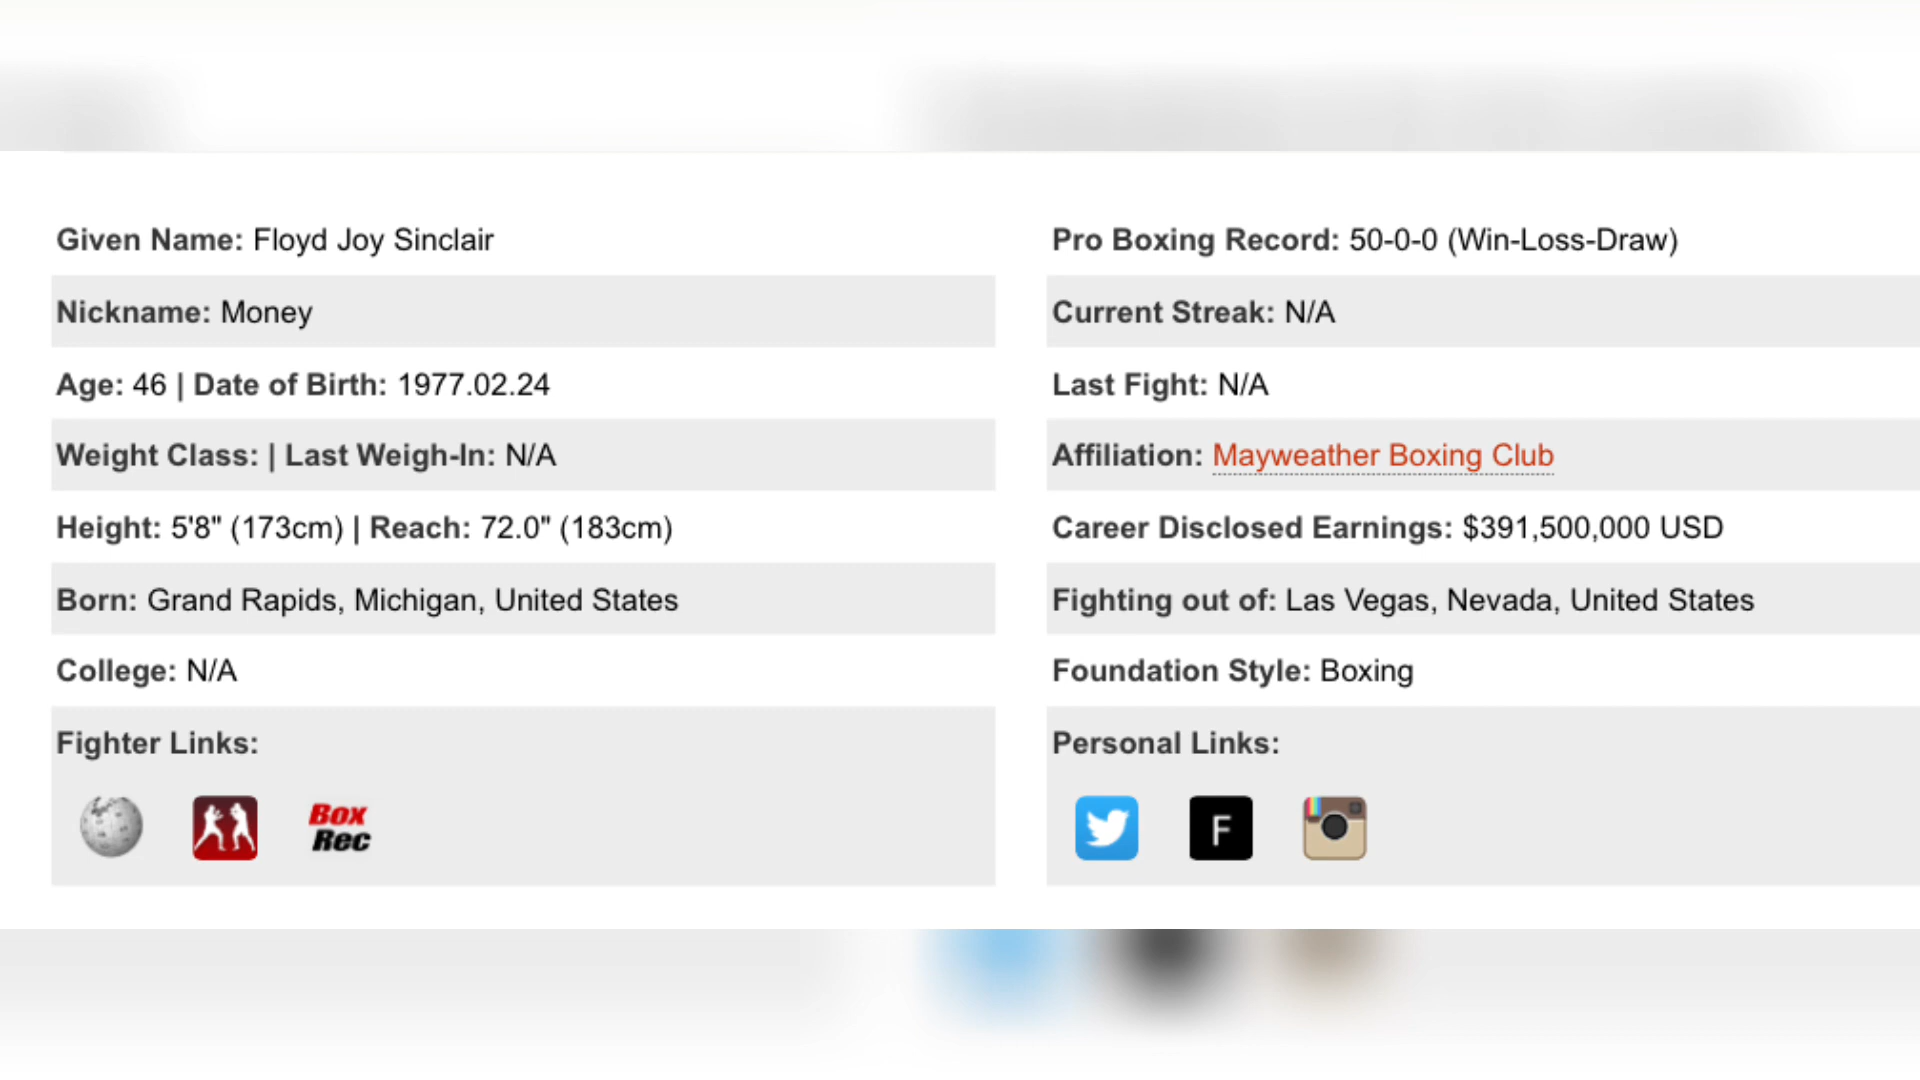 Given Name: Floyd Joy Sinclair
Nickname: Money
Age: 46 | Date of Birth: 1977.02.24
Weight Class: | Last Weigh-In: N/A
Height: 5'8" (173cm) | Reach: 72.0" (183cm)
Born: Grand Rapids, Michigan, United States
College: N/A
Fighter Links:
Box
Rec
Pro Boxing Record: 50-0-0 (Win-Loss-Draw)
Current Streak: N/A
Last Fight: N/A
Affiliation: Mayweather Boxing Club
Career Disclosed Earnings: $391,500,000 USD
Fighting out of: Las Vegas, Nevada, United States
Foundation Style: Boxing
Personal Links:
F